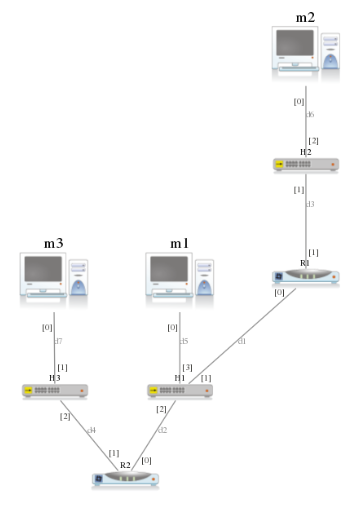 m2
[0]
d6
[2]
H2
[1]
d3
[1]
R1
[0]
m3
m1
[0]
d7
[0]
d5
d1
[1]
H3
[3]
H1
[1]
[2]
d4
[2]
d2
[1]
R2
[0]